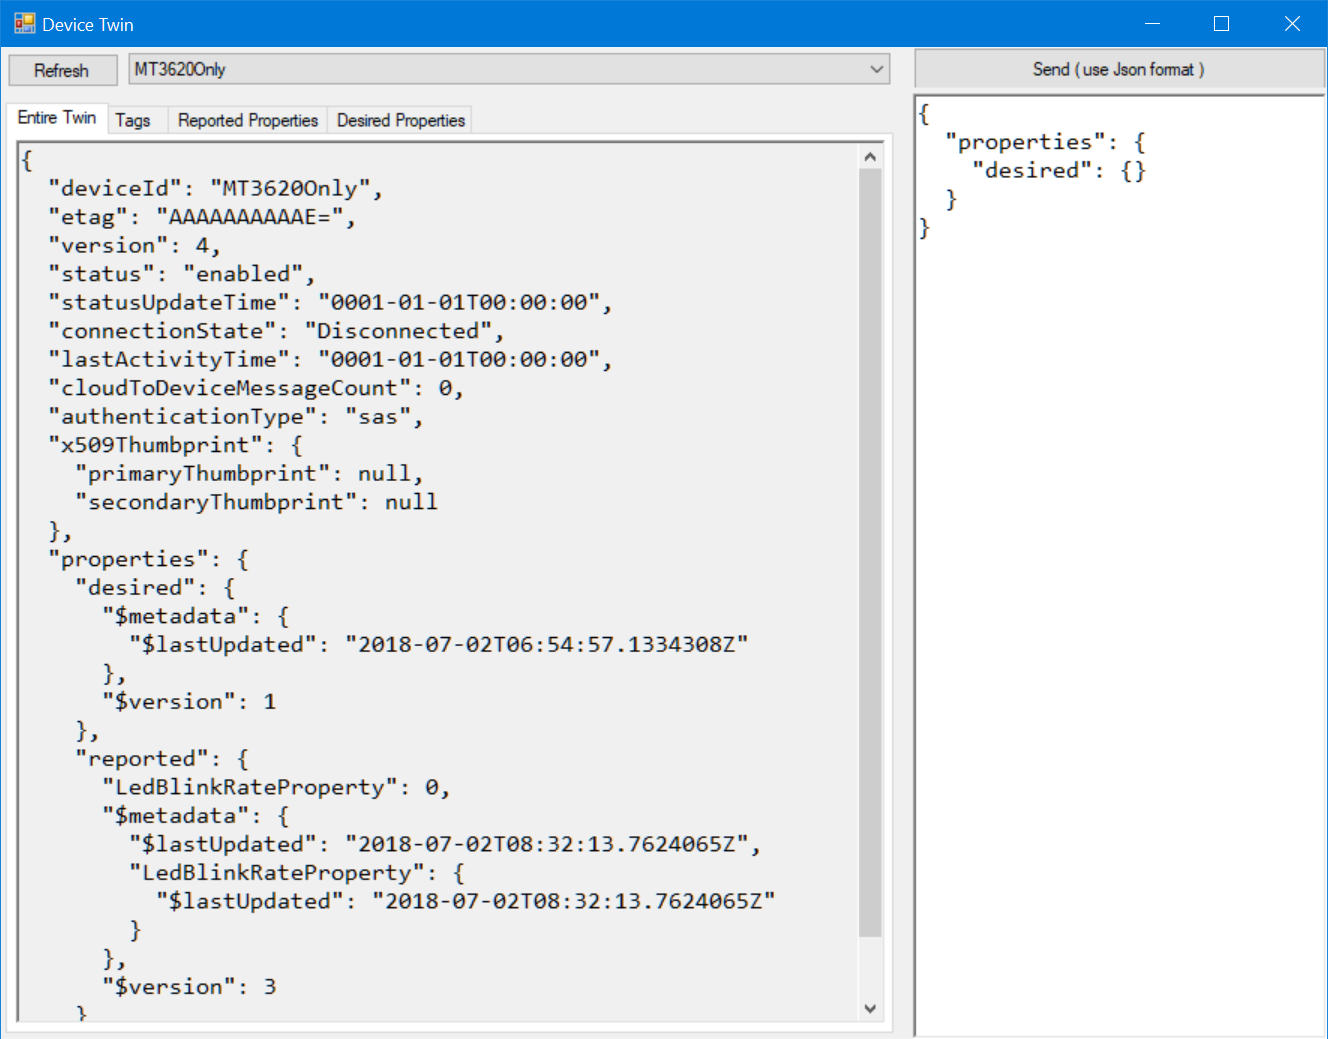 Device Twin
Refresh
MT3620Only
Send ( use Json format )
Entire Twin
Tags
Reported Properties
Desired Properties
{
  "deviceId": "MT3620Only",
  "etag": "AAAAAAAAAAE=",
  "version": 4,
  "status": "enabled",
  "statusUpdateTime": "0001-01-01T00:00:00",
  "connectionState": "Disconnected",
  "lastActivityTime": "0001-01-01T00:00:00",
  "cloudToDeviceMessageCount": 0,
  "authenticationType": "sas",
  "x509Thumbprint": {
    "primaryThumbprint": null,
    "secondaryThumbprint": null
  },
  "properties": {
    "desired": {
      "$metadata": {
        "$lastUpdated": "2018-07-02T06:54:57.1334308Z"
      },
      "$version": 1
    },
    "reported": {
      "LedBlinkRateProperty": 0,
      "$metadata": {
        "$lastUpdated": "2018-07-02T08:32:13.7624065Z",
        "LedBlinkRateProperty": {
          "$lastUpdated": "2018-07-02T08:32:13.7624065Z"
        }
      },
      "$version": 3
    }
{
  "properties": {
    "desired": {}
  }
}